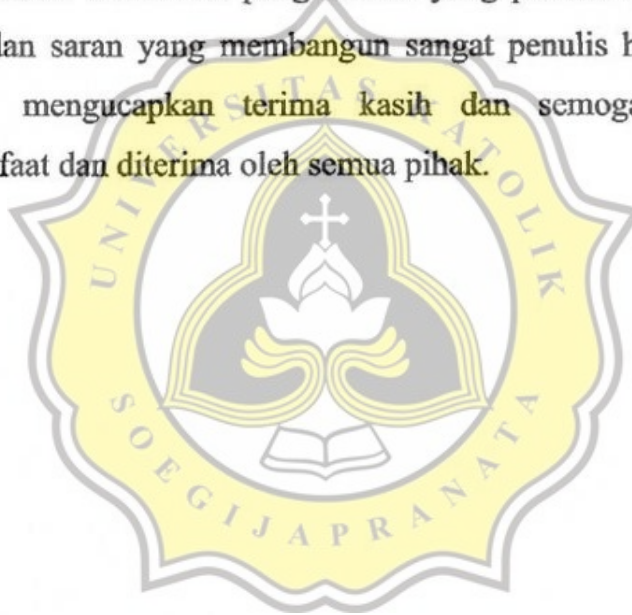 dan saran yang membangun sangat penulis
mengucapkan terima kasih dan semoga
faat dan diterima oleh semua pihak.
UNIVERSITAS KATOLIK
SOEGIJAPRANATA